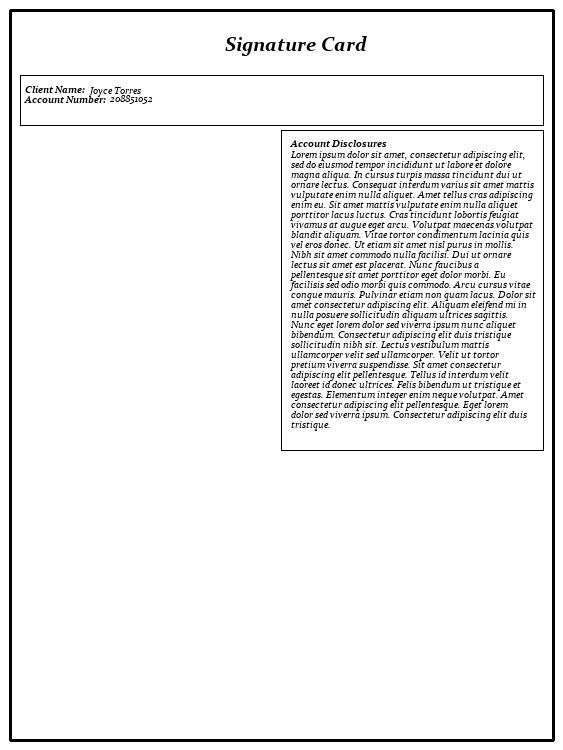 Signature Card
Client Name: Joyce Torres
Account Number: 208851052
Account Disclosures
Lorem ipsum dolor sit amet, consectetur adipiscing elit,
sed do eiusmod tempor incididunt ut labore et dolore
magna aliqua. In cursus turpis massa tincidunt dui ut
ornare lectus. Consequat interdum varius sit amet mattis
vulputate enim nulla aliquet. Amet tellus cras adipiscing
enim eu. Sit amet mattis vulputate enim nulla aliquet
porttitor lacus luctus. Cras tincidunt lobortis feugiat
vivamus at augue eget arcu. Volutpat maecenas volutpat
blandit aliquam. Vitae tortor condimentum lacinia quis
vel eros donec. Ut etiam sit amet nisl purus in mollis.
Nibh sit amet commodo nulla facilisi. Dui ut ornare
lectus sit amet est placerat. Nunc faucibus a
pellentesque sit amet porttitor eget dolor morbi. Eu
facilisis sed odio morbi quis commodo. Arcu cursus vitae
congue mauris. Pulvinar etiam non quam lacus. Dolor sit
amet consectetur adipiscing elit. Aliquam eleifend mi in
nulla posuere sollicitudin aliquam ultrices sagittis.
Nunc eget lorem dolor sed viverra ipsum nunc aliquet
bibendum. Consectetur adipiscing elit duis tristique
sollicitudin nibh sit. Lectus vestibulum mattis
ullamcorper velit sed ullamcorper. Velit ut tortor
pretium viverra suspendisse. Sit amet consectetur
adipiscing elit pellentesque. Tellus id interdum velit
laoreet id donec ultrices. Felis bibendum ut tristique et
egestas. Elementum integer enim neque volutpat. Amet
consectetur adipiscing elit pellentesque. Eget lorem
dolor sed viverra ipsum. Consectetur adipiscing elit duis
tristique.